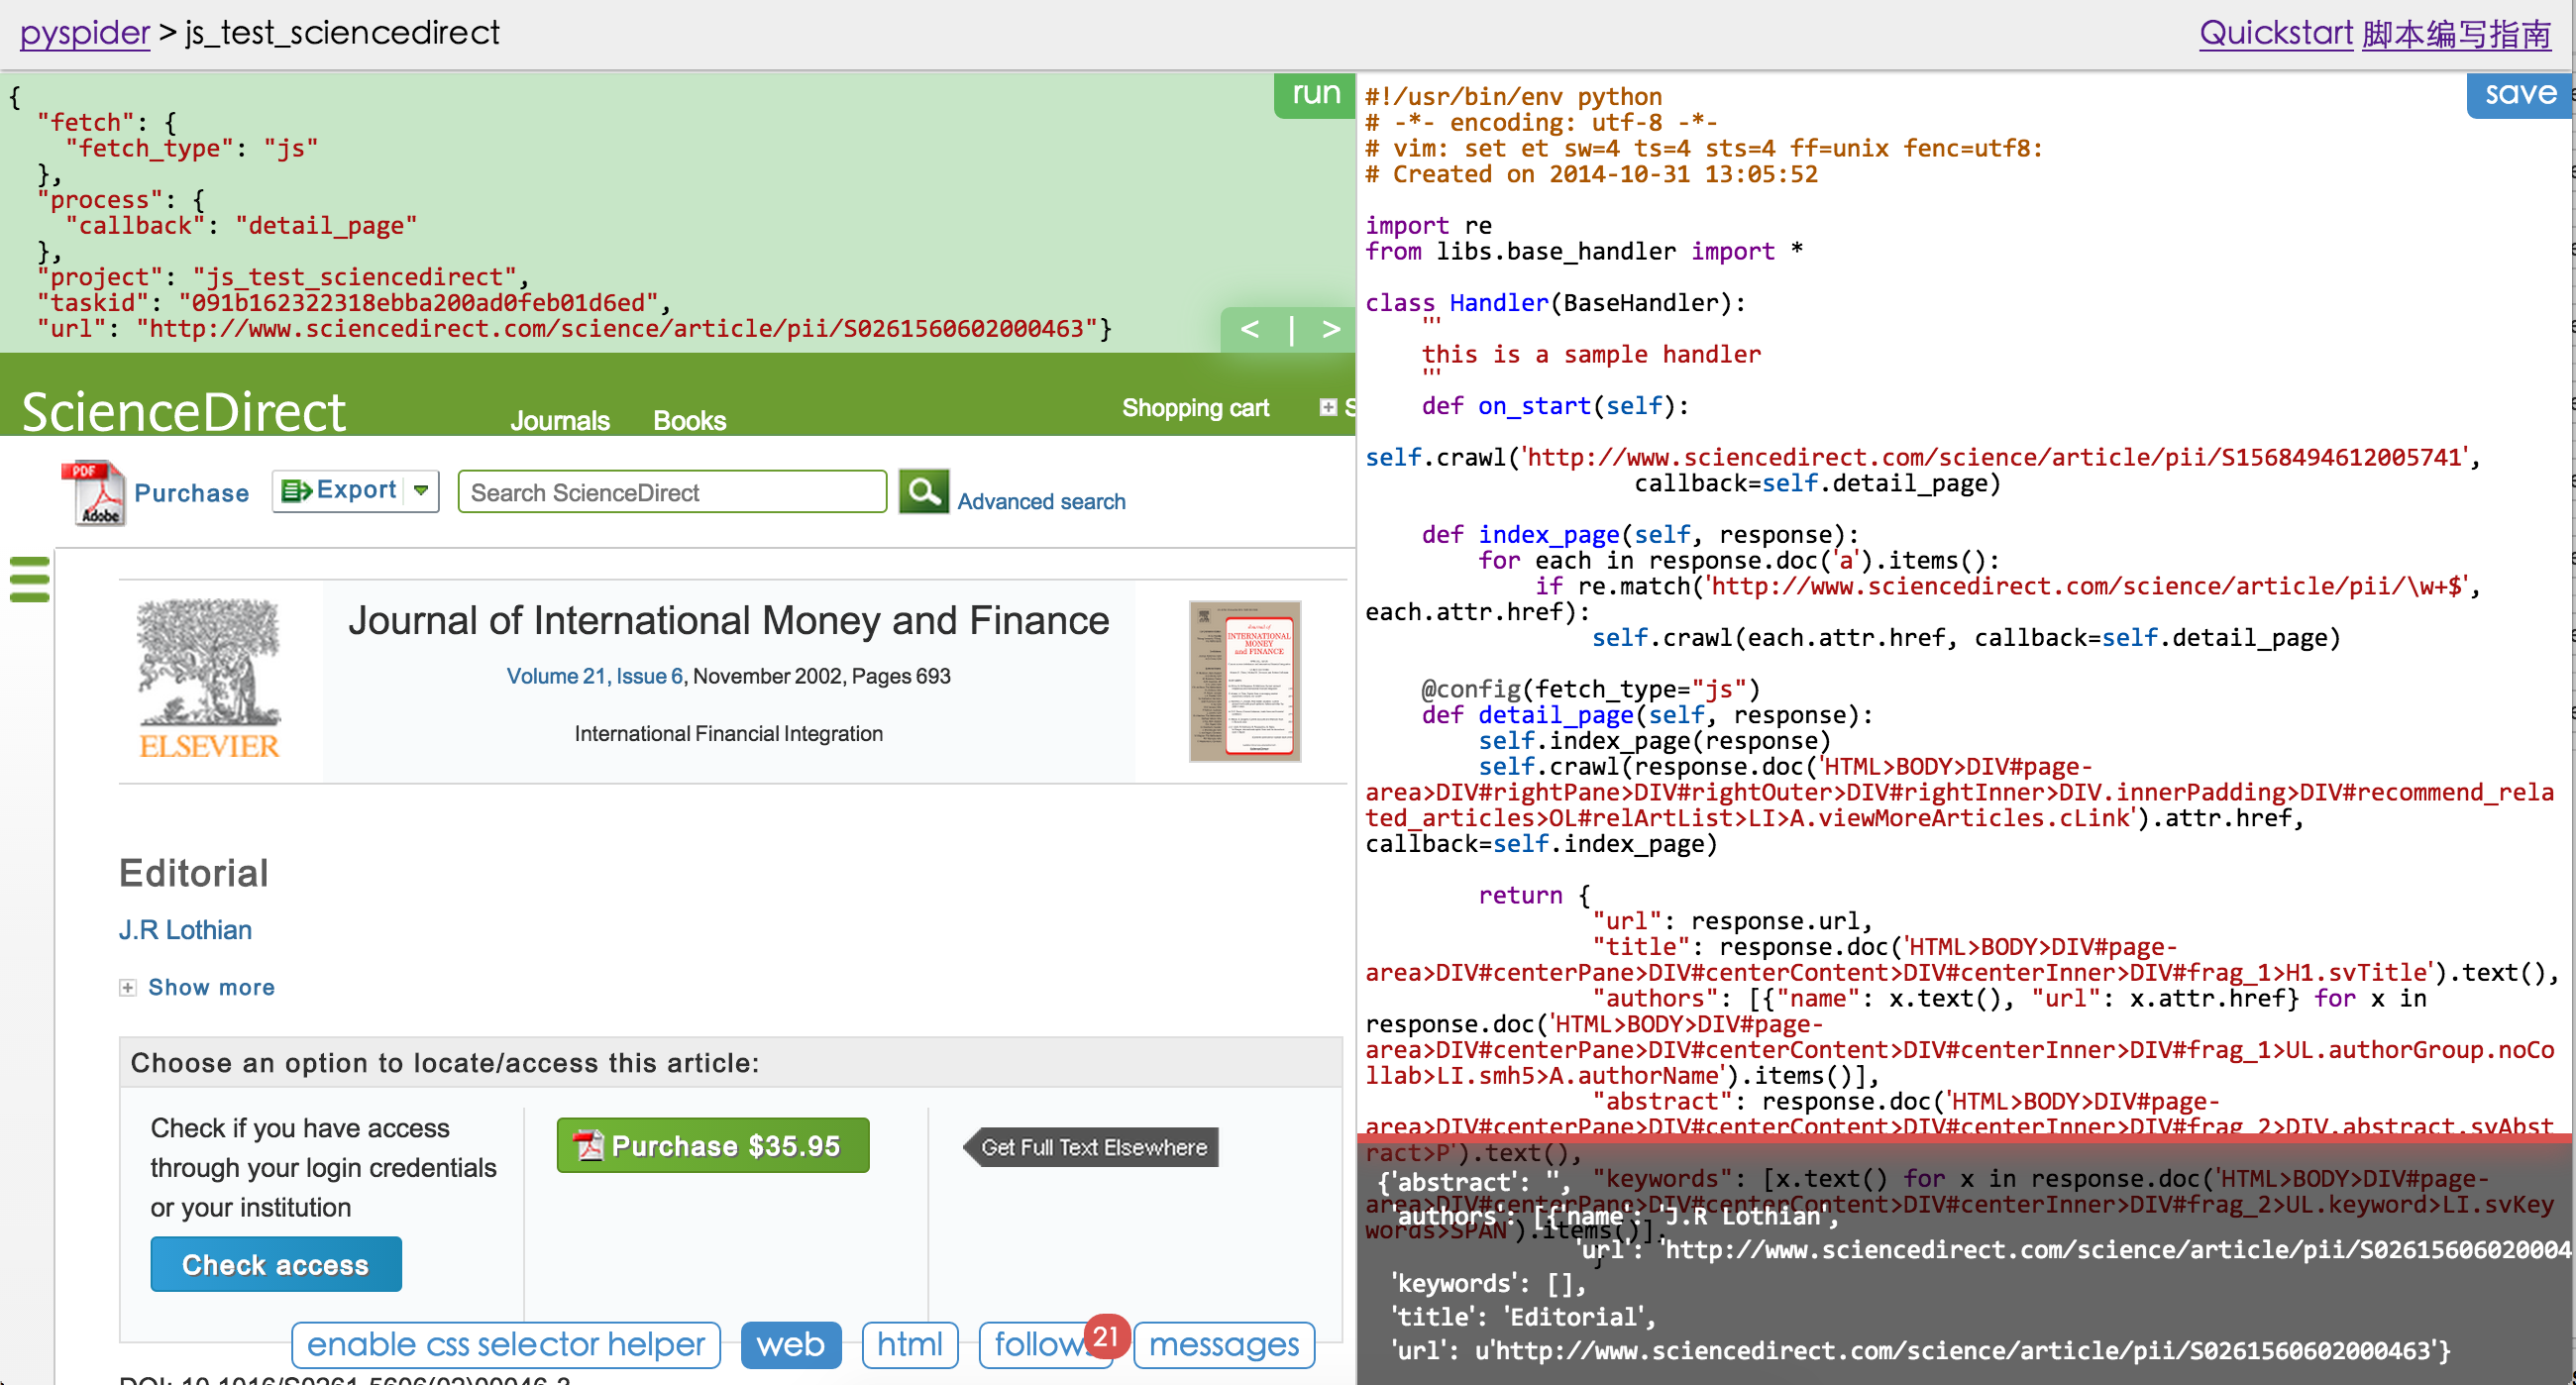 pyspider > js_test_sciencedirect
Quickstart 脚本编写指南
{
"fetch": {
"fetch_type": "js"
},
"process": {
"callback": "detail_page"
},
"project": "js_test_sciencedirect",
"taskid": "091b162322318ebba200ad0feb01d6ed",
"url": "http://www.sciencedirect.com/science/article/pii/S0261560602000463"}
run
< | >
ScienceDirect
Journals
Books
Shopping cart
PDF
Adobe
Purchase
Export
Search ScienceDirect
Advanced search
ELSEVIER
Journal of International Money and Finance
Volume 21, Issue 6, November 2002, Pages 693
International Financial Integration
INTERNATIONAL
MONEY
and FINANCE
Editorial
J.R Lothian
Show more
Choose an option to locate/access this article:
Check if you have access
through your login credentials
or your institution
Check access
Purchase $35.95
Get Full Text Elsewhere
enable css selector helper
web
html
follows
21
messages
DOI: 10.1016/S0261-5606(02)00046-3
save
#!/usr/bin/env python
# -*- encoding: utf-8 -*-
# vim: set et sw=4 ts=4 sts=4 ff=unix fenc=utf8:
# Created on 2014-10-31 13:05:52
import re
from libs.base_handler import *
class Handler(BaseHandler):
'''
this is a sample handler
'''
def on_start(self):
self.crawl('http://www.sciencedirect.com/science/article/pii/S1568494612005741',
callback=self.detail_page)
def index_page(self, response):
for each in response.doc('a').items():
if re.match('http://www.sciencedirect.com/science/article/pii/\w+$',
each.attr.href):
self.crawl(each.attr.href, callback=self.detail_page)
@config(fetch_type="js")
def detail_page(self, response):
self.index_page(response)
self.crawl(response.doc('HTML>BODY>DIV#page-
area>DIV#rightPane>DIV#rightOuter>DIV#rightInner>DIV.innerPadding>DIV#recommend_rela
ted_articles>OL#relArtList>LI>A.viewMoreArticles.cLink').attr.href,
callback=self.index_page)
return {
"url": response.url,
"title": response.doc('HTML>BODY>DIV#page-
area>DIV#centerPane>DIV#centerContent>DIV#centerInner>DIV#frag_1>H1.svTitle').text(),
"authors": [{"name": x.text(), "url": x.attr.href} for x in
response.doc('HTML>BODY>DIV#page-
area>DIV#centerPane>DIV#centerContent>DIV#centerInner>DIV#frag_1>UL.authorGroup.noCo
llab>LI.smh5>A.authorName').items()],
"abstract": response.doc('HTML>BODY>DIV#page-
area>DIV#centerPane>DIV#centerContent>DIV#centerInner>DIV#frag_2>DIV.abstract.svAbst
ract>P').text(),
"keywords": [x.text() for x in response.doc('HTML>BODY>DIV#page-
area>DIV#centerPane>DIV#centerContent>DIV#centerInner>DIV#frag_2>UL.keyword>LI.svKey
words>SPAN').items()],
}
{'abstract': '',
'authors': [{'name': 'J.R Lothian',
'url': 'http://www.sciencedirect.com/science/article/pii/S02615606020004
'keywords': [],
'title': 'Editorial',
'url': u'http://www.sciencedirect.com/science/article/pii/S0261560602000463'}